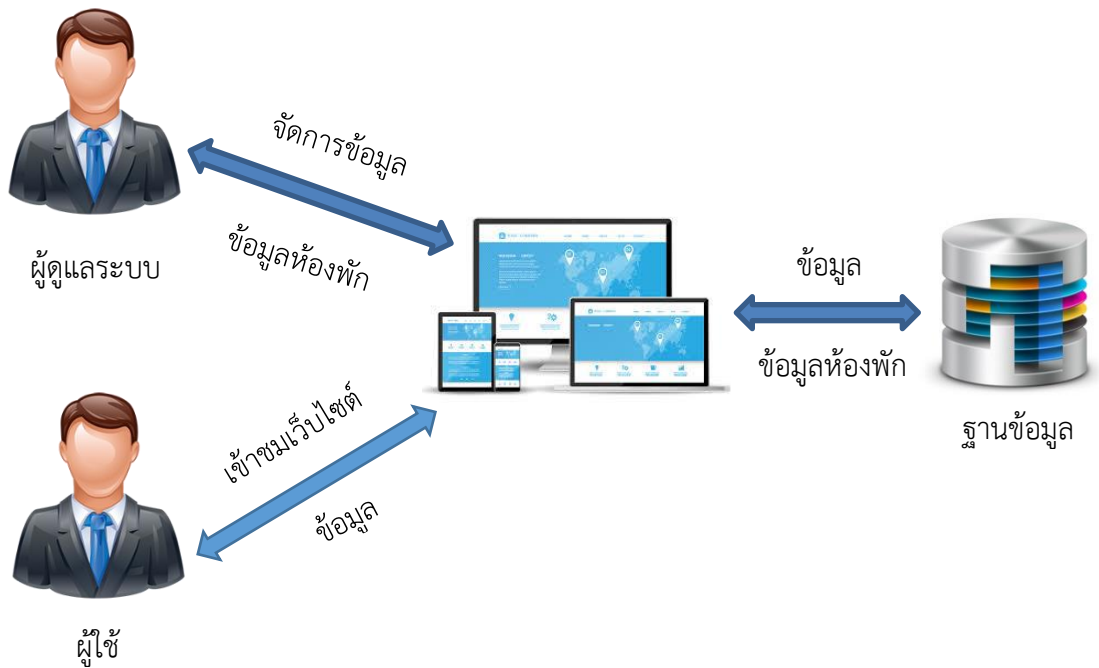 จัดการข้อมูล
ข้อมูลห้องพัก
ผู้ดูแลระบบ
ข้อมูล
ข้อมูลห้องพัก
ฐานข้อมูล
เข้าชมเว็บไซต์
ข้อมูล
ผู้ใช้